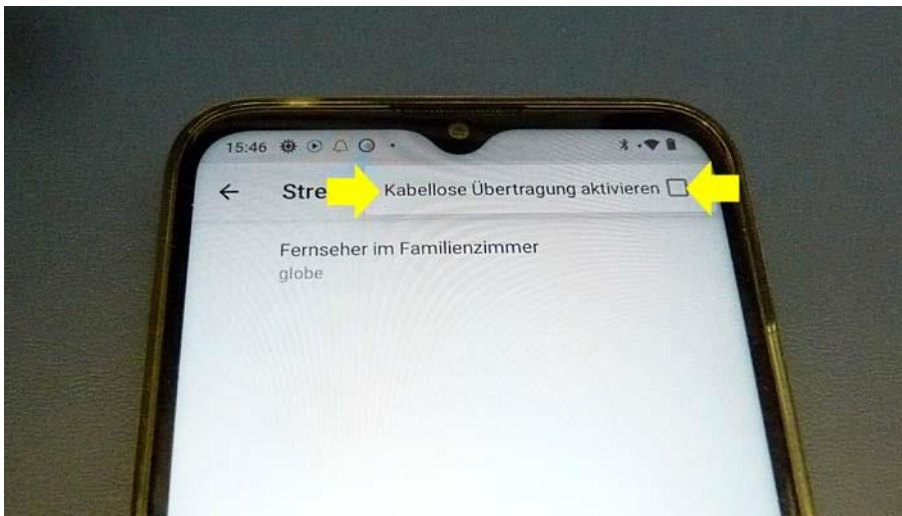 15:46
Stre
Kabellose Übertragung aktivieren
Fernseher im Familienzimmer
globe